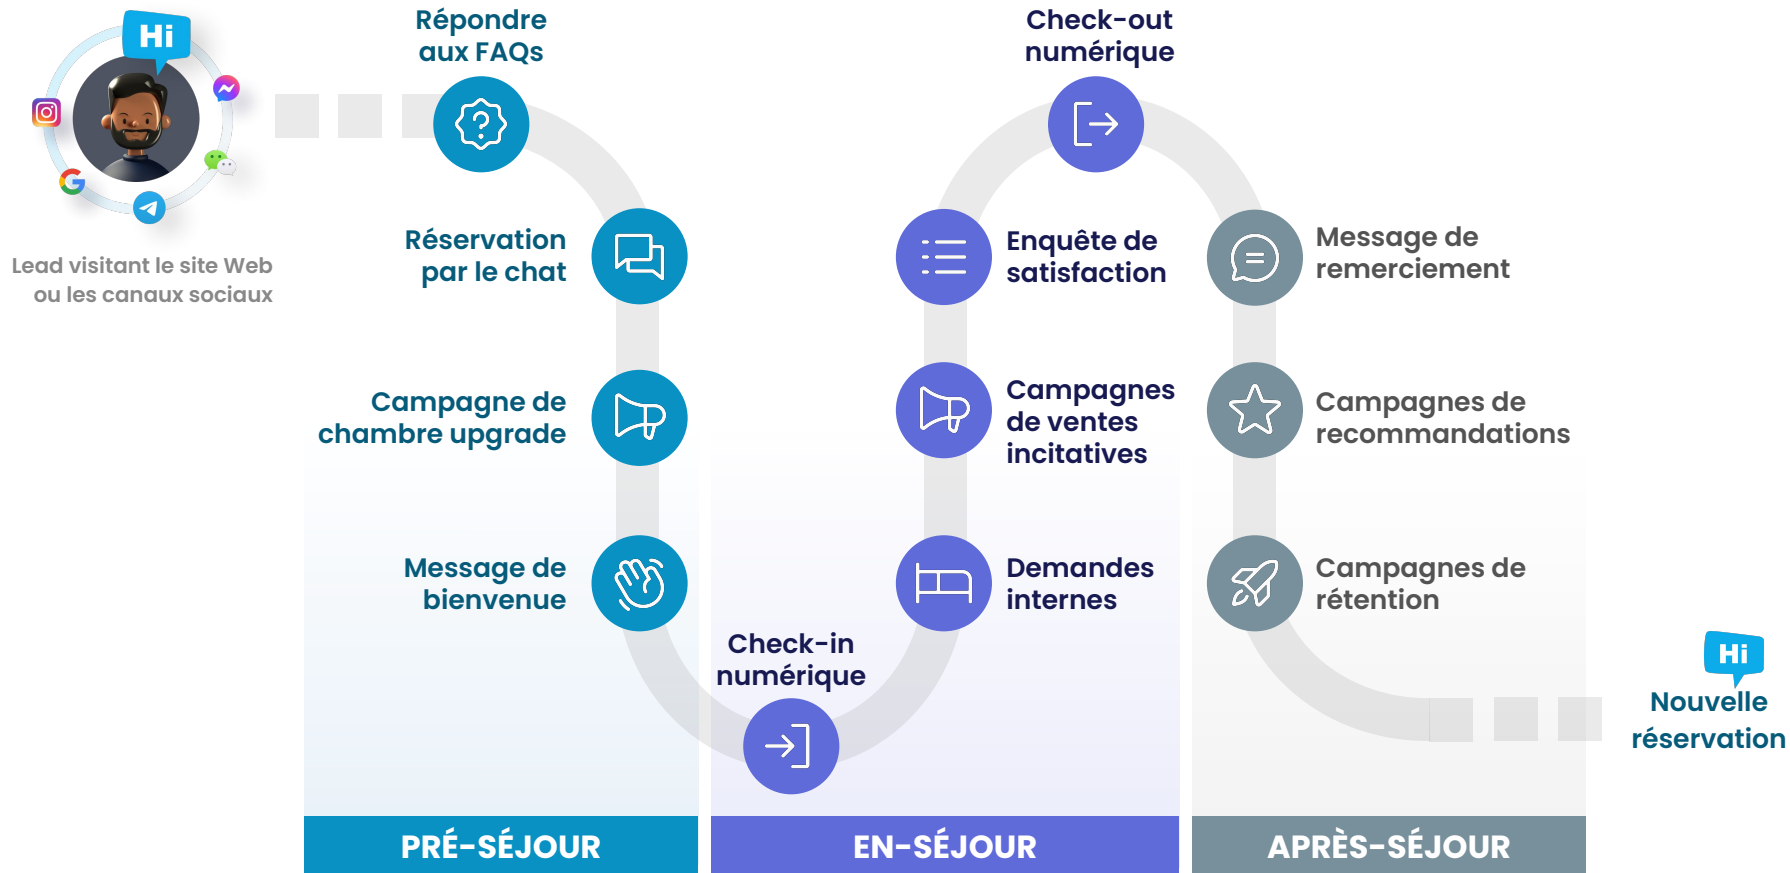 Hi
Lead visitant le site Web
ou les canaux sociaux
Répondre
aux FAQs
Réservation
par le chat
Campagne de
chambre upgrade
Message de
bienvenue
Check-in
numérique
Demandes
internes
Campagnes
de ventes
incitatives
Enquête de
satisfaction
Check-out
numérique
Message de
remerciement
Campagnes de
recommandations
Campagnes de
rétention
Hi
Nouvelle
réservation
PRÉ-SÉJOUR
EN-SÉJOUR
APRÈS-SÉJOUR